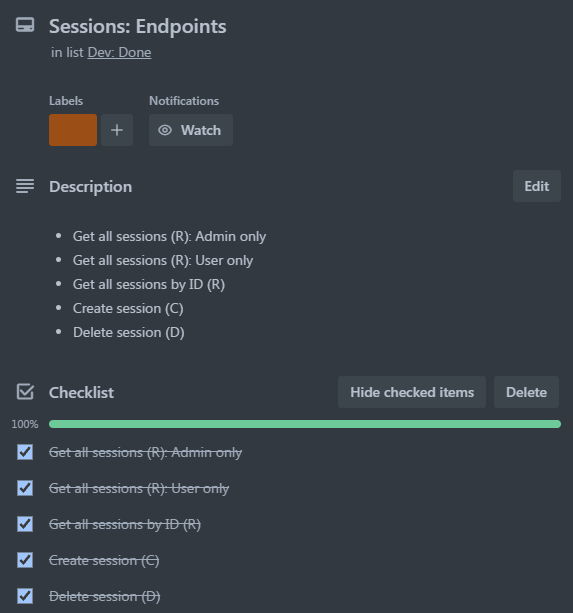 Sessions: Endpoints
in list Dev: Done
Labels
Notifications
+
Watch
Description
Edit
Get all sessions (R): Admin only
Get all sessions (R): User only
Get all sessions by ID (R)
Create session (C)
Delete session (D)
Checklist
Hide checked items
Delete
100%
Get all sessions (R): Admin only
Get all sessions (R): User only
Get all sessions by ID (R)
Create session (C)
Delete session (D)